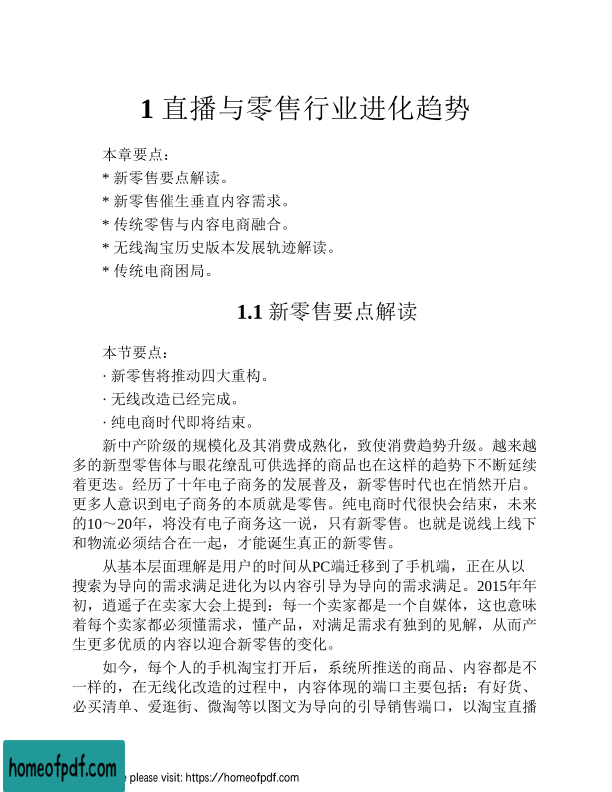 1 直播与零售行业进化趋势
本章要点：
* 新零售要点解读。
* 新零售催生垂直内容需求。
* 传统零售与内容电商融合。
* 无线淘宝历史版本发展轨迹解读。
* 传统电商困局。
1.1 新零售要点解读
本节要点：
· 新零售将推动四大重构。
· 无线改造已经完成。
· 纯电商时代即将结束。
新中产阶级的规模化及其消费成熟化，致使消费趋势升级。越来越
多的新型零售体与眼花缭乱可供选择的商品也在这样的趋势下不断延续
着更迭。经历了十年电子商务的发展普及，新零售时代也在悄然开启。
更多人意识到电子商务的本质就是零售。纯电商时代很快会结束，未来
的10～20年，将没有电子商务这一说，只有新零售。也就是说线上线下
和物流必须结合在一起，才能诞生真正的新零售。
从基本层面理解是用户的时间从PC端迁移到了手机端，正在从以
搜索为导向的需求满足进化为以内容引导为导向的需求满足。2015年年
初，逍遥子在卖家大会上提到：每一个卖家都是一个自媒体，这也意味
着每个卖家都必须懂需求，懂产品，对满足需求有独到的见解，从而产
生更多优质的内容以迎合新零售的变化。
如今，每个人的手机淘宝打开后，系统所推送的商品、内容都是不
一样的，在无线化改造的过程中，内容体现的端口主要包括：有好货、
必买清单、爱逛街、微淘等以图文为导向的引导销售端口，以淘宝直播
homeofpdf.com
please visit: https://homeofpdf.com